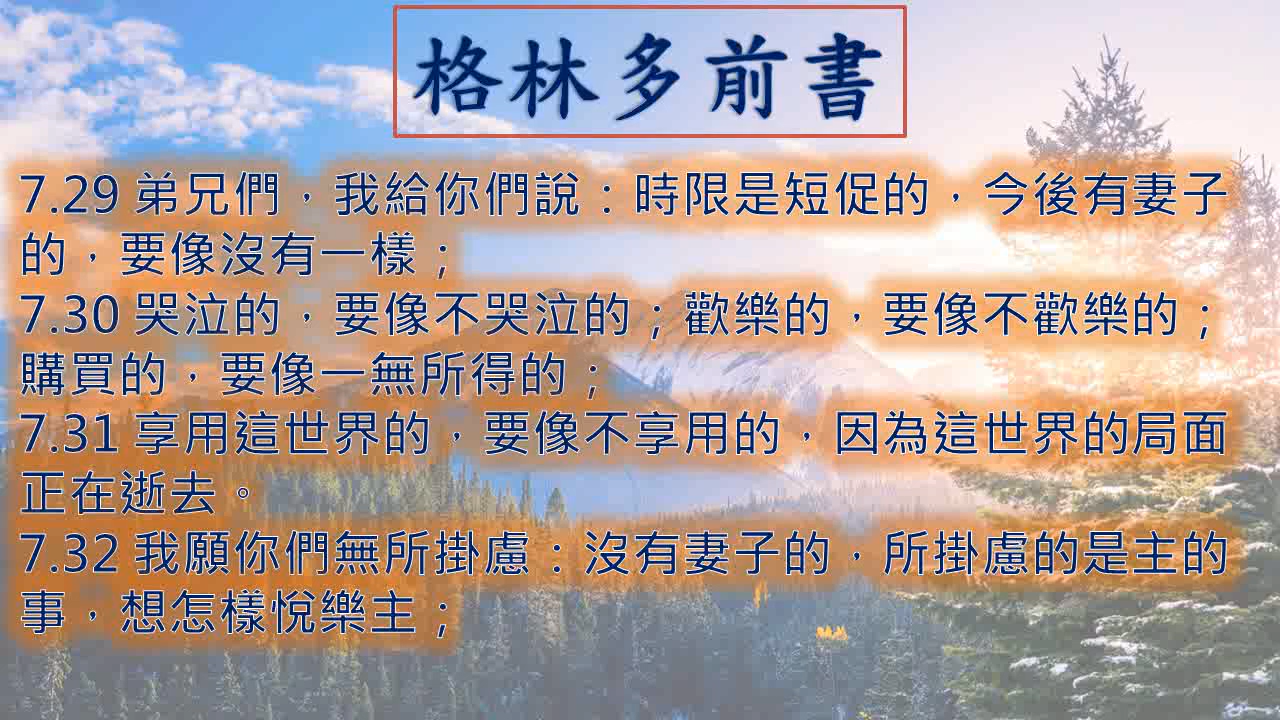 格林多前書
7.29 弟兄們，我給你們說：時限是短促的，今後有妻子
的，要像沒有一樣；
7.30 哭泣的，要像不哭泣的；歡樂的，要像不歡樂的；
購買的，要像一無所得的；
7.31 享用這世界的，要像不享用的，因為這世界的局面
正在逝去。
7.32 我願你們無所掛慮：沒有妻子的，所掛慮的是主的
事，想怎樣悅樂主；